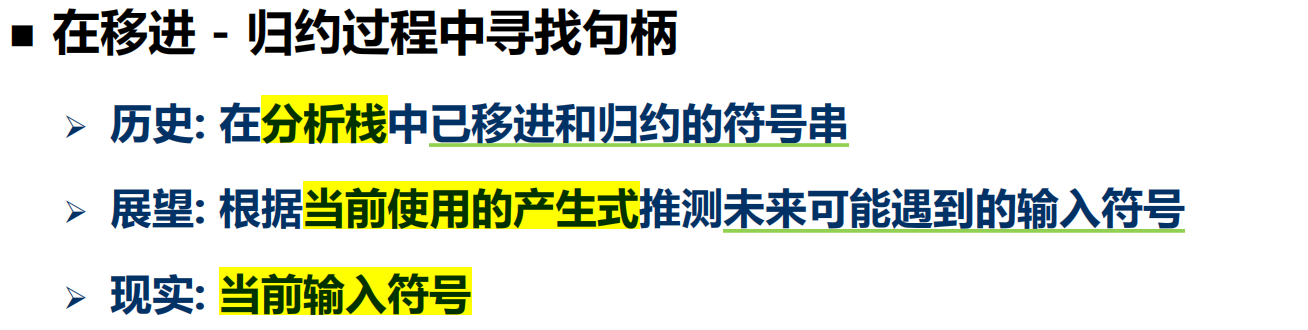 ■ 在移进 - 归约过程中寻找句柄
➢ 历史: 在分析栈中已移进和归约的符号串
➢ 展望: 根据当前使用的产生式推测未来可能遇到的输入符号
➢ 现实: 当前输入符号